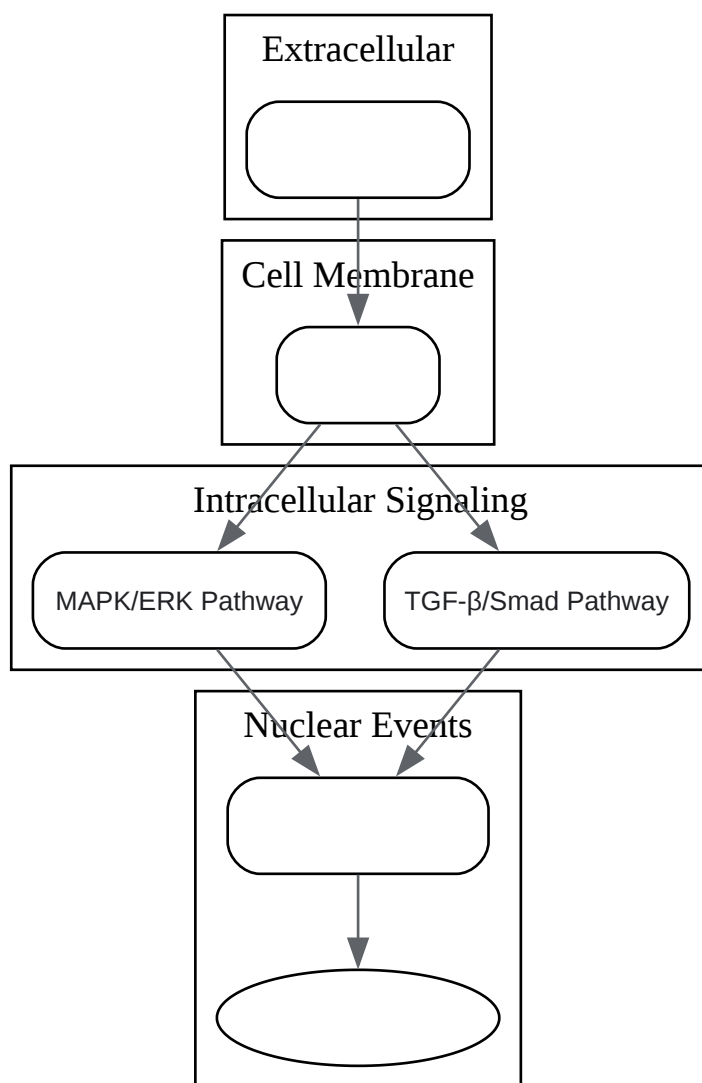 Extracellular
Cell Membrane
Intracellular Signaling
MAPK/ERK Pathway
TGF-β/Smad Pathway
Nuclear Events